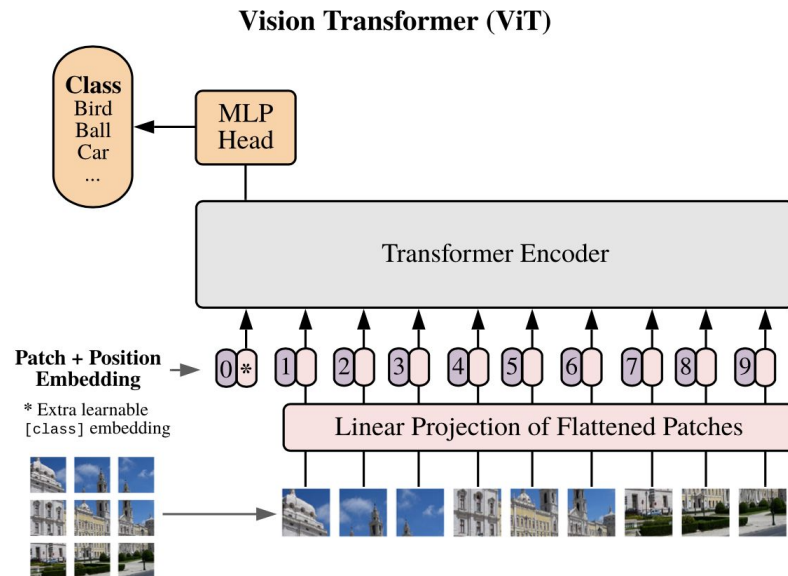 Vision Transformer (ViT)
Class
Bird
Ball
Car
...
MLP
Head
Transformer Encoder
Patch + Position
Embedding
0 * 1 2 3 4 5 6 7 8 9
* Extra learnable
[class] embedding
Linear Projection of Flattened Patches